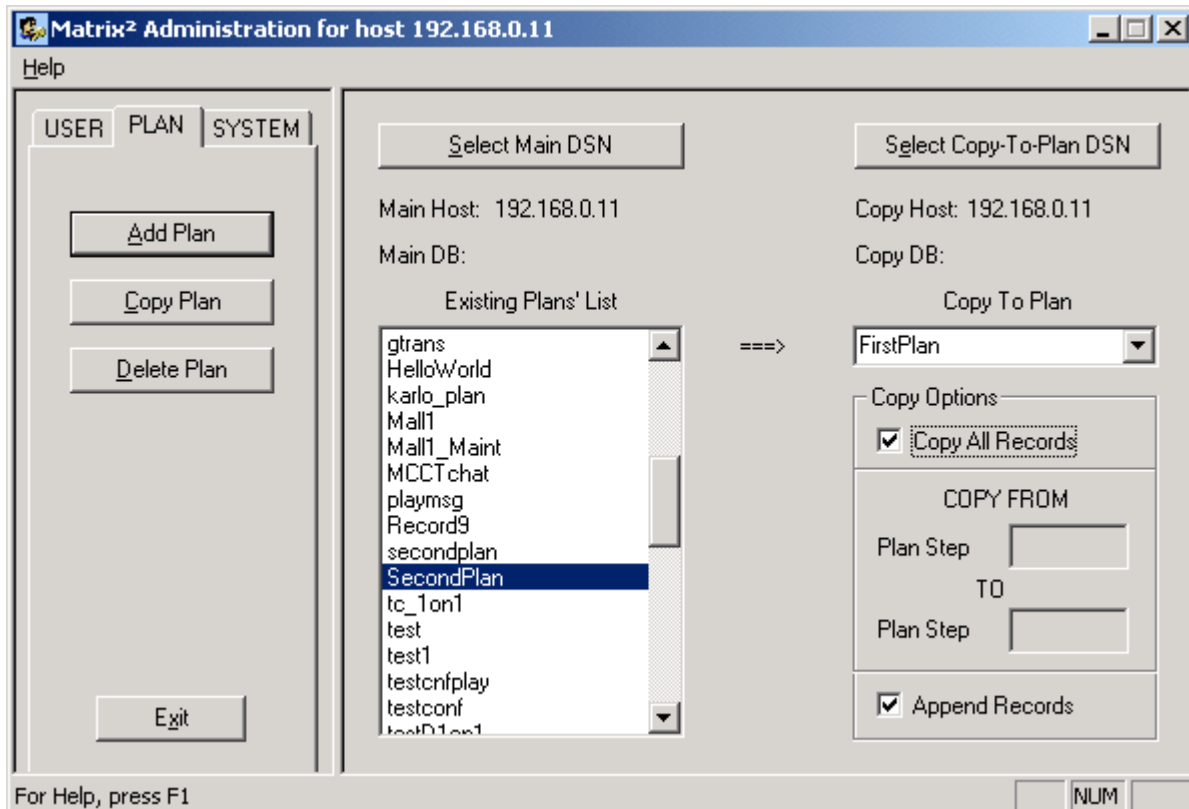 Matrix² Administration for host 192.168.0.11
Help
USER PLAN SYSTEM
Add Plan
Copy Plan
Delete Plan
Exit
Select Main DSN
Main Host: 192.168.0.11
Main DB:
Existing Plans' List
gtrans
HelloWorld
karlo_plan
Mall1
Mall1_Maint
MCCTchat
playmsg
Record9
secondplan
SecondPlan
tc_1on1
test
test1
testcnfplay
testconf
testD1on1
===>
Select Copy-To-Plan DSN
Copy Host: 192.168.0.11
Copy DB:
Copy To Plan
FirstPlan
Copy Options
Copy All Records
COPY FROM
Plan Step
TO
Plan Step
Append Records
For Help, press F1
NUM